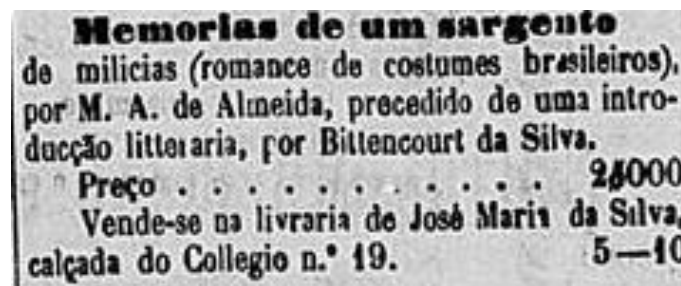 Memorias de um sargento
de milicias (romance de costumes brasileiros),
por M. A. de Almeida, precedido de uma intro-
ducção litteraria, por Bittencourt da Silva.
Preço . . . . . . . . . . . 2$000
Vende-se na livraria de José Maria da Silva,
calçada do Collegio n.º 19. 5—10